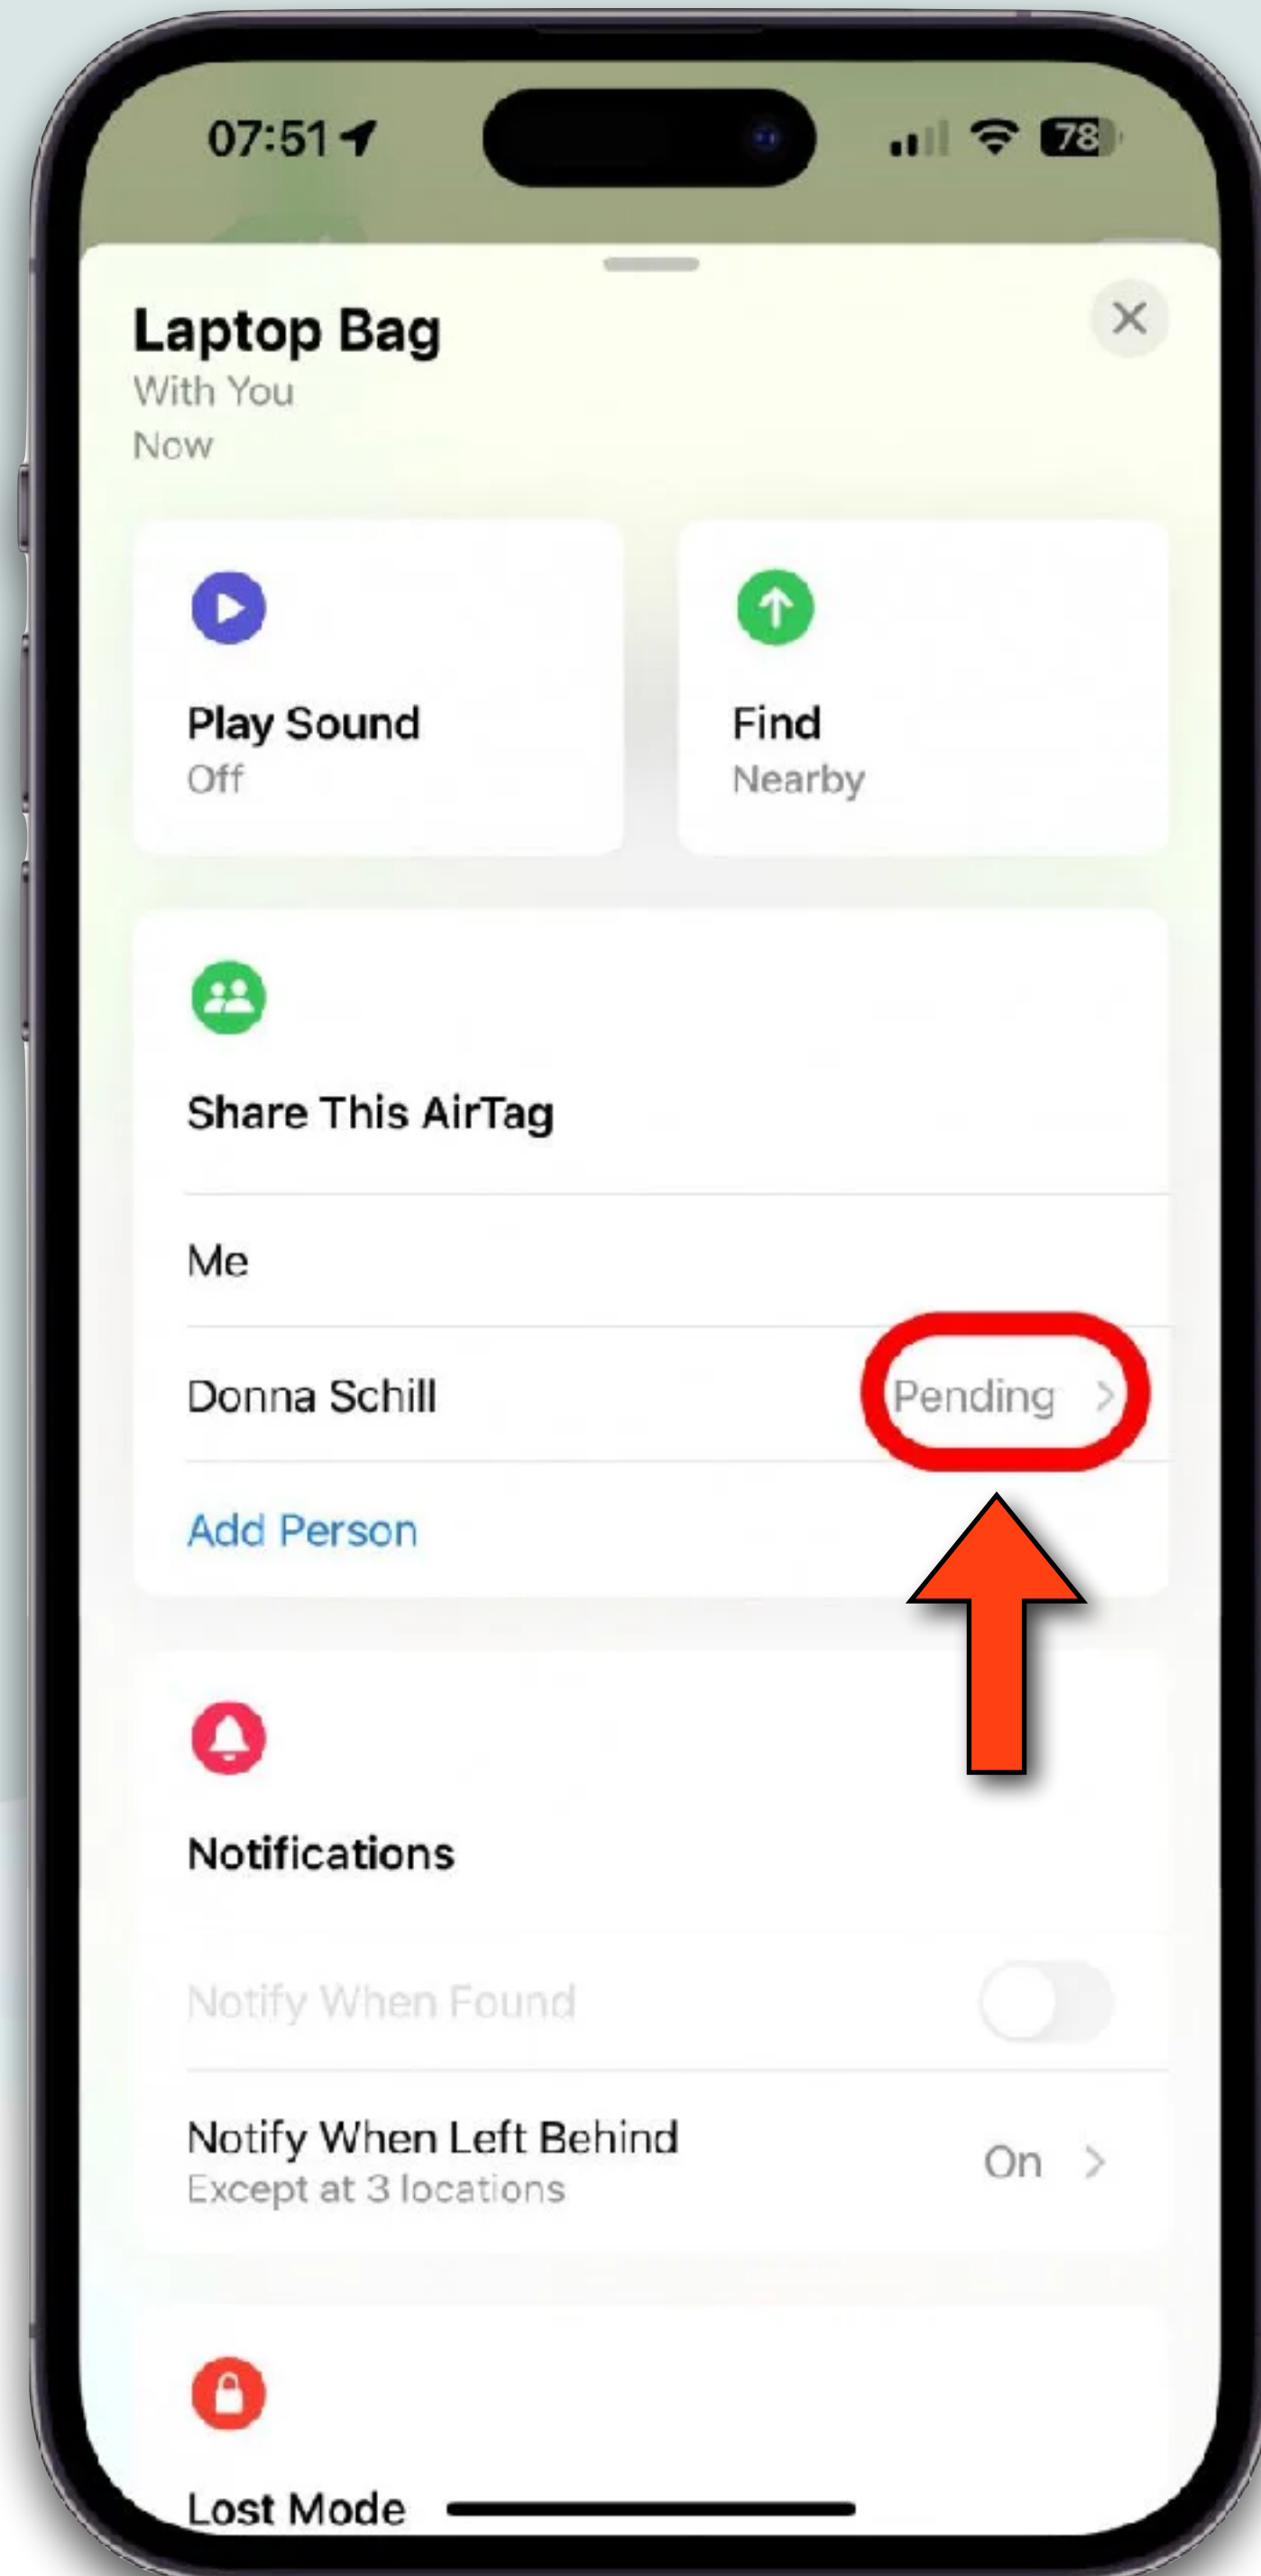 07:51
78
Laptop Bag
With You
Now
Play Sound
Off
Find
Nearby
Share This AirTag
Me
Donna Schill
Pending
Add Person
Notifications
Notify When Found
Notify When Left Behind
Except at 3 locations
On
Lost Mode